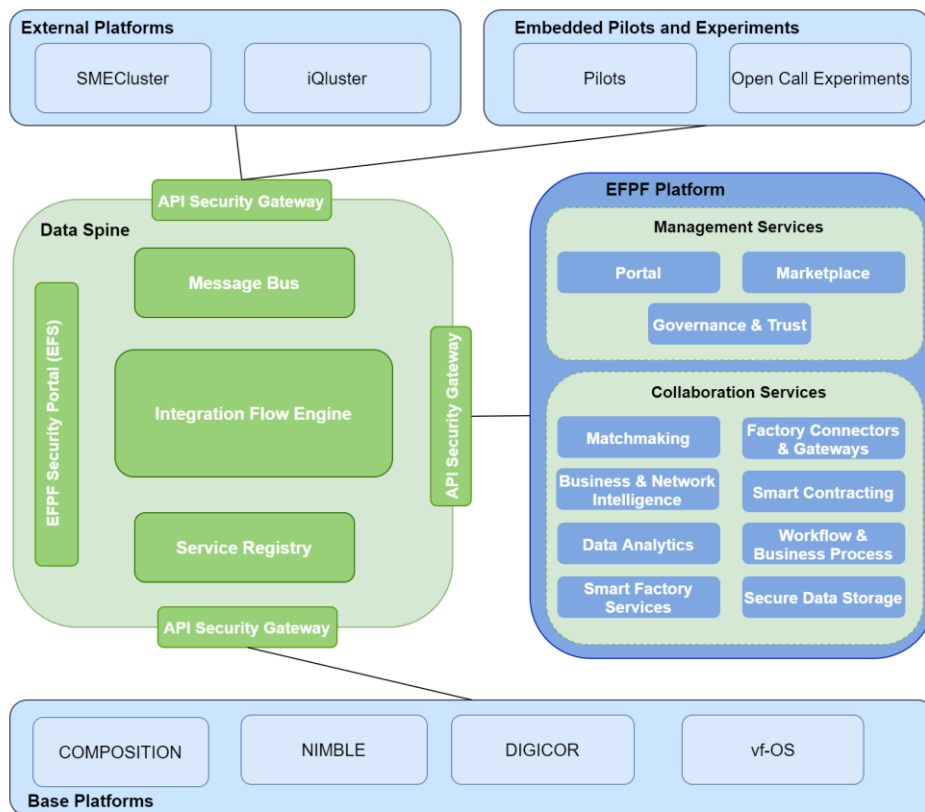 External Platforms
SMECluster
iQluster
Embedded Pilots and Experiments
Pilots
Open Call Experiments
API Security Gateway
Data Spine
Message Bus
EFPF Security Portal (EFS)
Integration Flow Engine
Service Registry
API Security Gateway
API Security Gateway
EFPF Platform
Management Services
Portal
Marketplace
Governance & Trust
Collaboration Services
Matchmaking
Factory Connectors
& Gateways
Business & Network
Intelligence
Smart Contracting
Data Analytics
Workflow &
Business Process
Smart Factory
Services
Secure Data Storage
COMPOSITION
NIMBLE
DIGICOR
vf-OS
Base Platforms